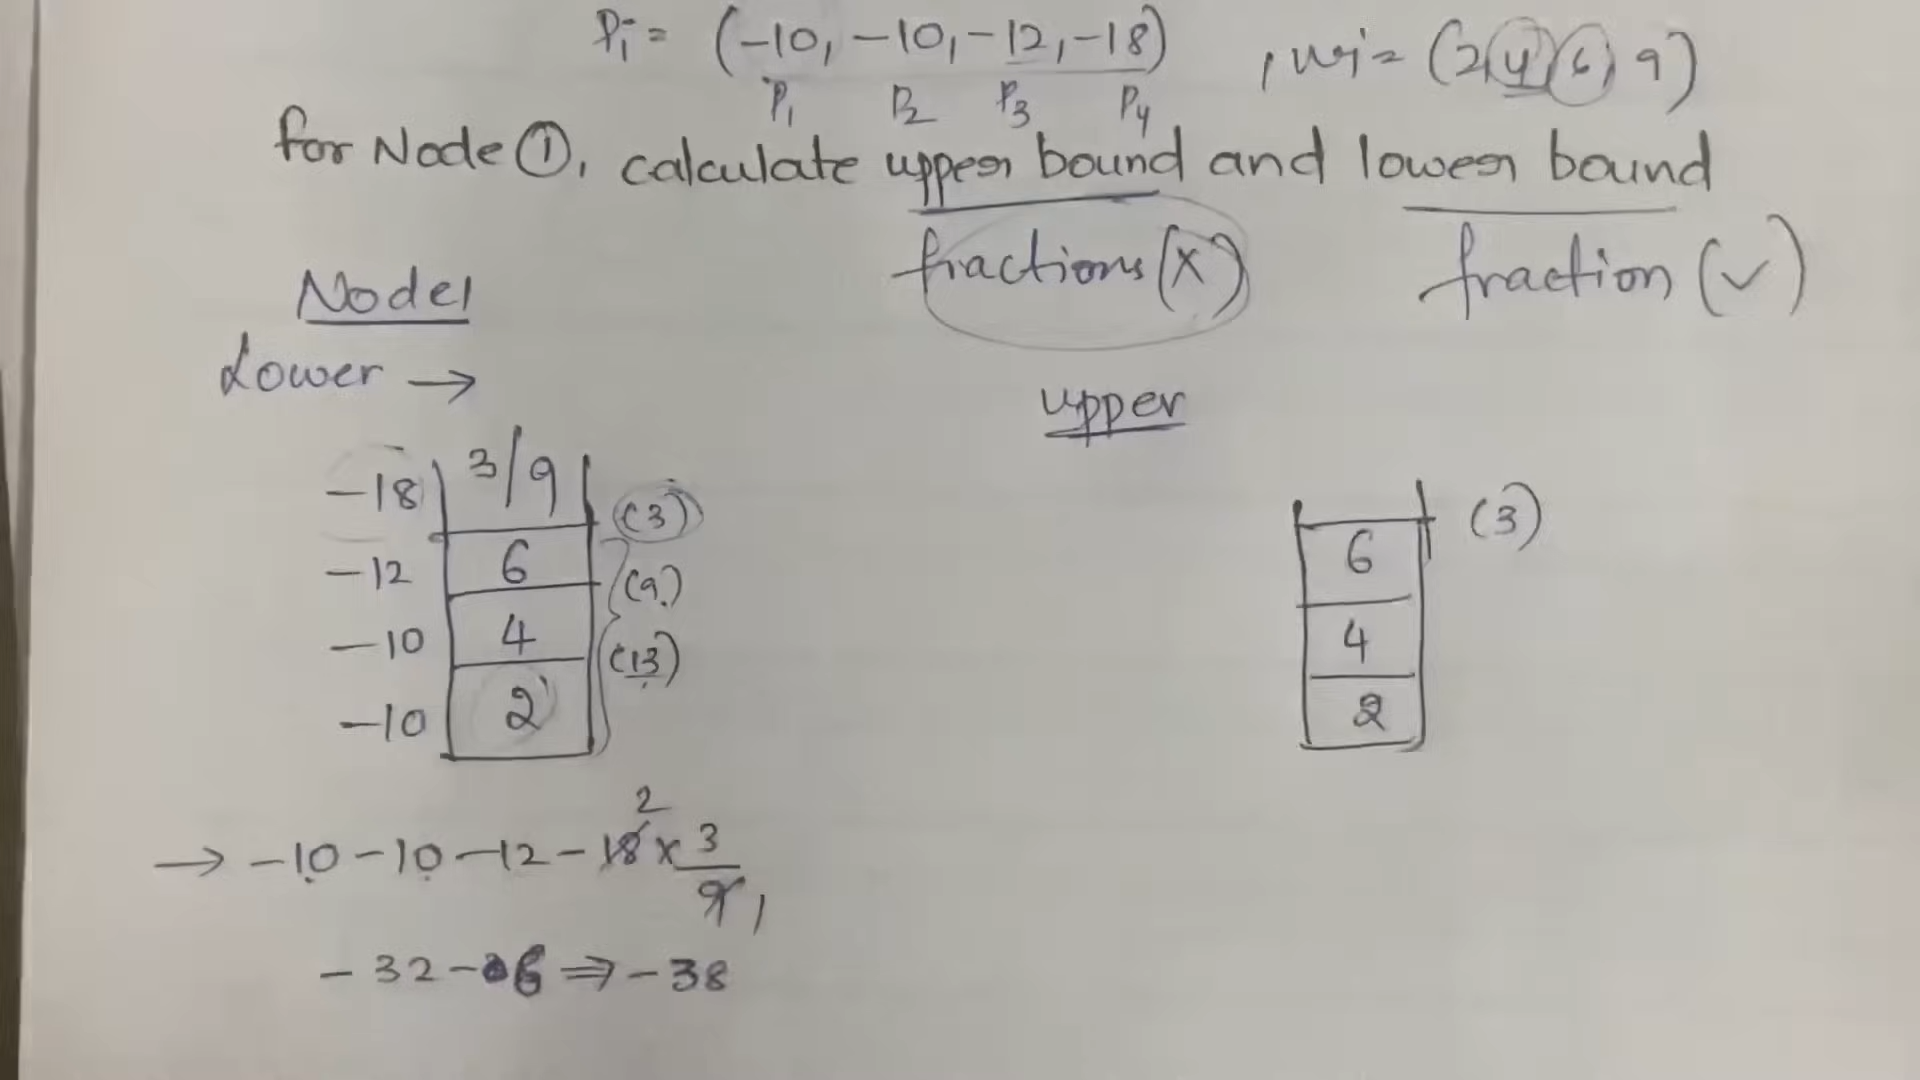 Pi = (-10, -10, -12, -18) , wi = (2, 4, 6, 9)
P1 P2 P3 P4
for Node ①, calculate upper bound and lower bound
fractions (x) fraction (✓)
Node1
Lower →
upper
-18 3/9 (3)
-12 6 (9)
-10 4 (13)
-10 2
6 (3)
4
2
→ -10 -10 -12 - 18 x 3/9
2
1
-32 - 6 ⇒ -38